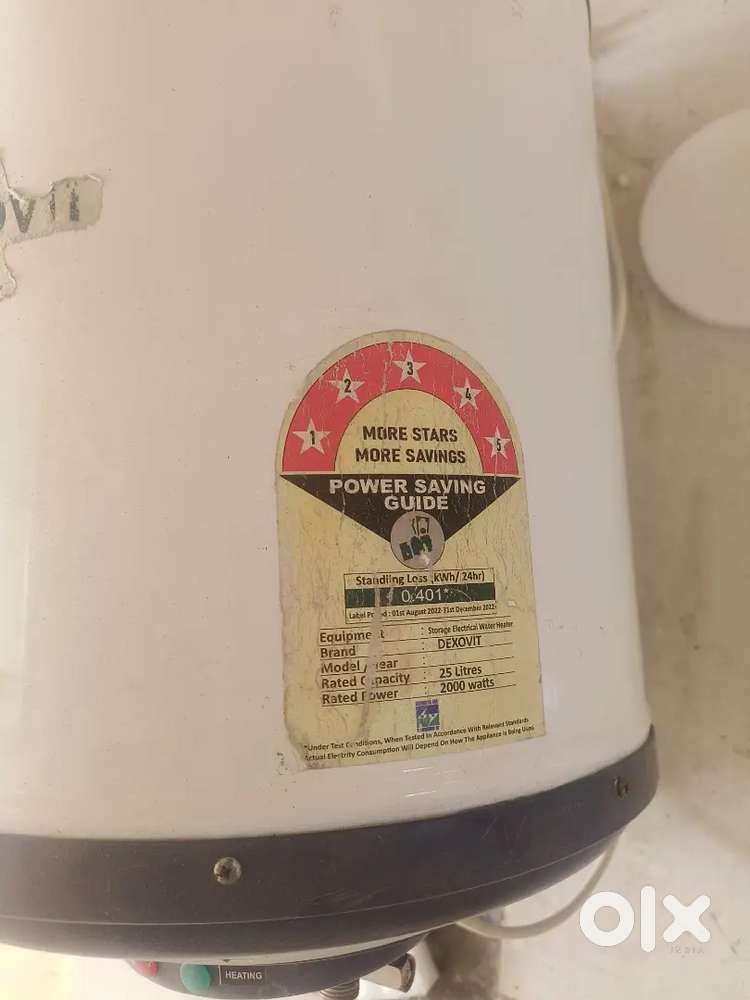 OVIT
1 2 3 4 5
MORE STARS
MORE SAVINGS
POWER SAVING
GUIDE
Standling Loss (kWh/ 24hr)
0.401*
Label Period : 01st August 2022-31st December 2022
Equipment : Storage Electrical Water Heater
Brand : DEXOVIT
Model / Year :
Rated Capacity : 25 Litres
Rated Power : 2000 watts
*Under Test Conditions, When Tested In Accordance With Relevant Standards
Actual Electrity Consumption Will Depend On How The Appliance is Being Used.
HEATING
olx
INDIA